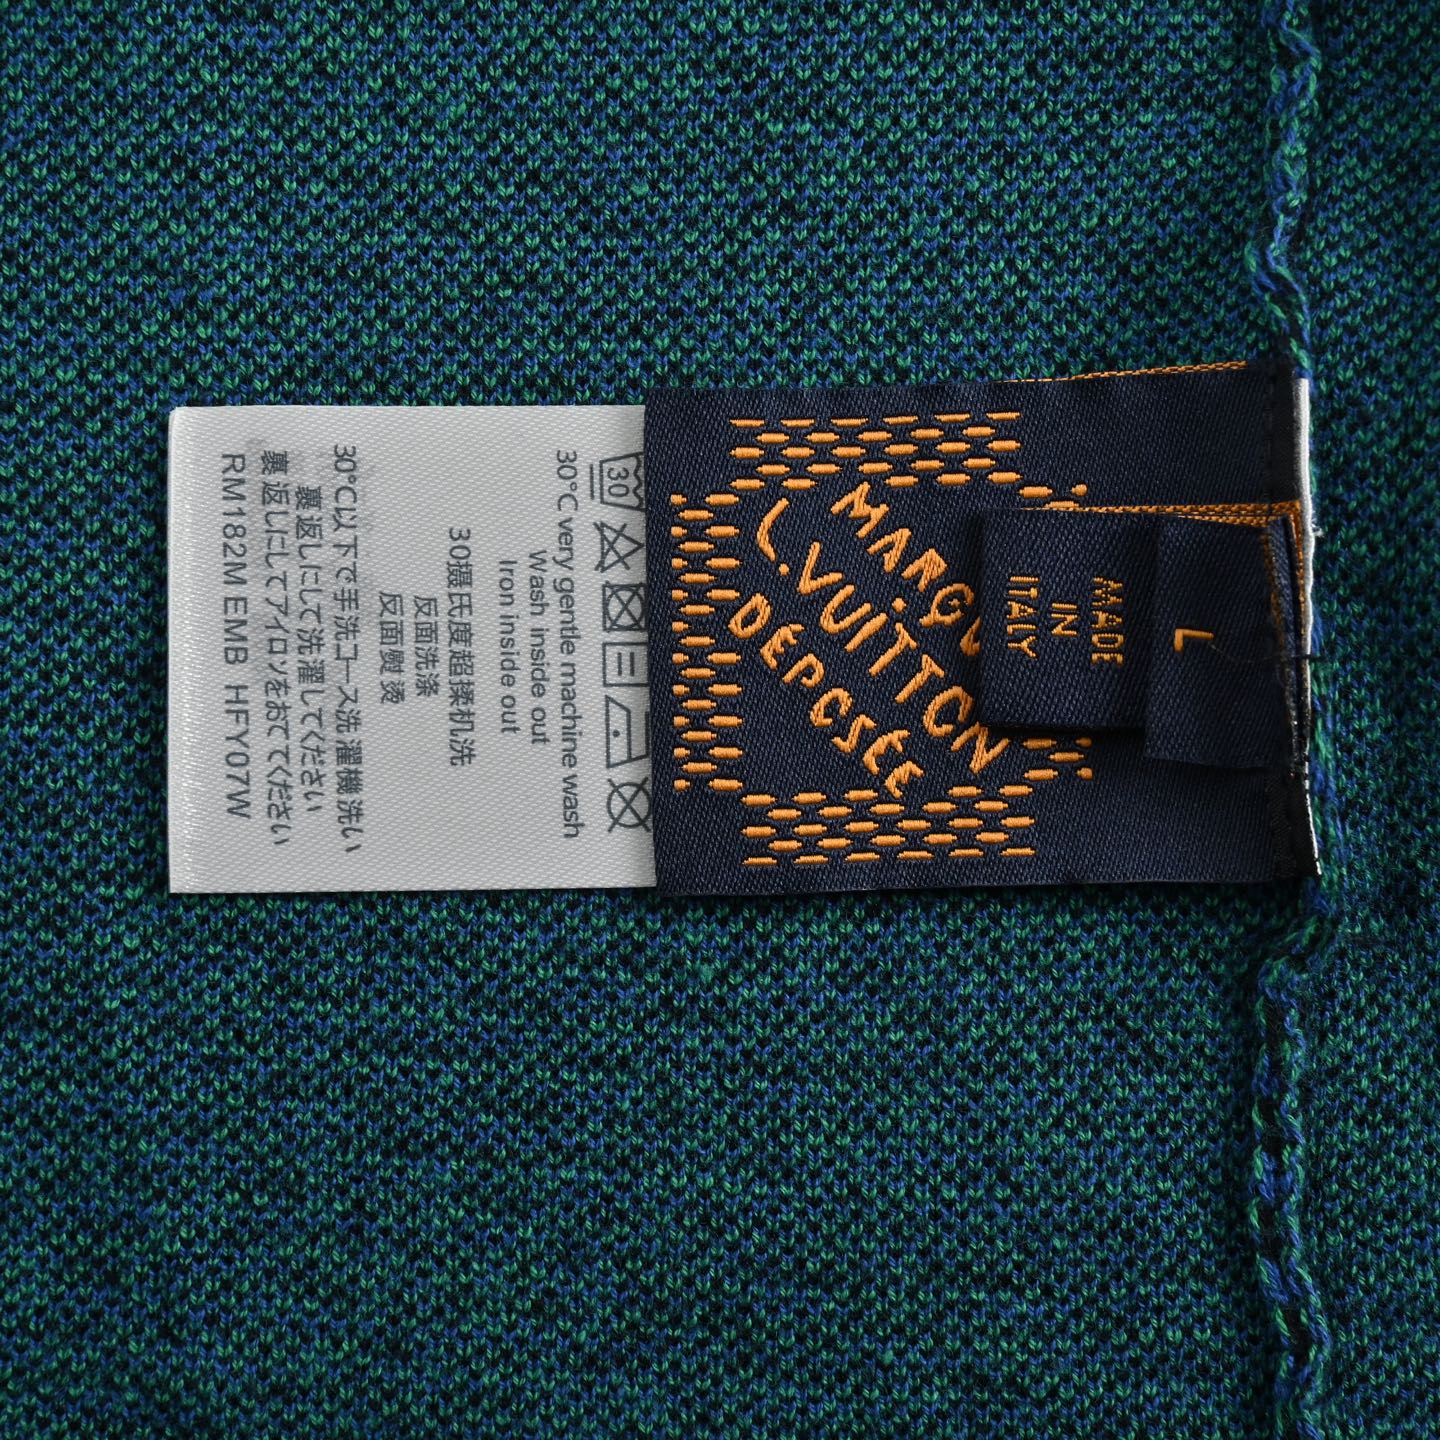 MARQU
L.VUITTON
DÉPOSÉE
MADE
IN
ITALY
L
30
30°C very gentle machine wash
Wash inside out
Iron inside out
30摄氏度超揉机洗
反面洗涤
反面熨烫
30°C以下で手洗コース洗濯機洗い
裏返しにして洗濯してください
裏返しにしてアイロンをおててください
RM182M EMB HFY07W